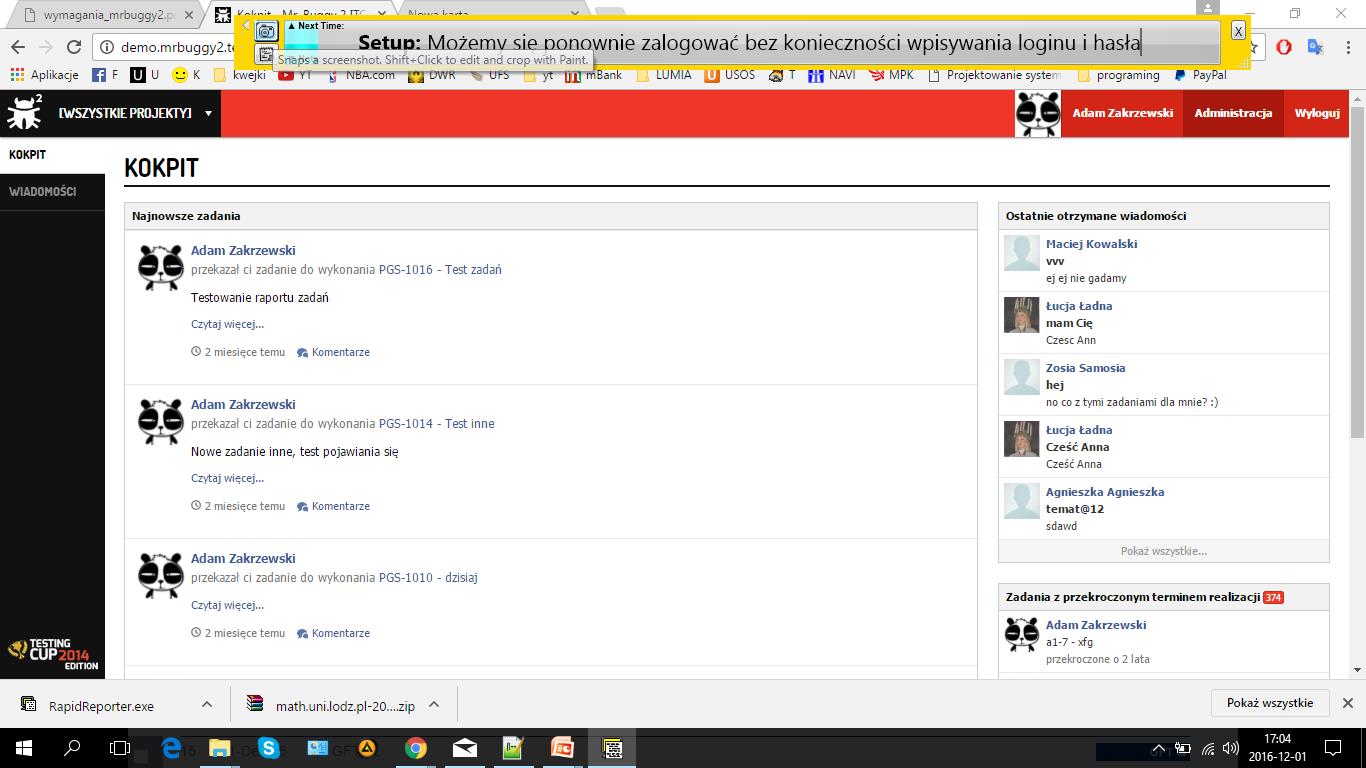 wymagania_mrbuggy2.p
Kokpit - Mr. Buggy 2 [TC
Nowa karta
▲ Next Time:
Setup: Możemy się ponownie zalogować bez konieczności wpisywania loginu i hasła
X
Snaps a screenshot. Shift+Click to edit and crop with Paint.
demo.mrbuggy2.te
Aplikacje
F
U
K
kwejki
YT
NBA.com
DWR
UFS
yt
mBank
LUMIA
USOS
T
NAVI
MPK
Projektowanie system
programing
PayPal
2
[WSZYSTKIE PROJEKTY]
Adam Zakrzewski
Administracja
Wyloguj
KOKPIT
WIADOMOŚCI
KOKPIT
Najnowsze zadania
Adam Zakrzewski
przekazał ci zadanie do wykonania PGS-1016 - Test zadań
Testowanie raportu zadań
Czytaj więcej...
2 miesięce temu Komentarze
Adam Zakrzewski
przekazał ci zadanie do wykonania PGS-1014 - Test inne
Nowe zadanie inne, test pojawiania się
Czytaj więcej...
2 miesięce temu Komentarze
Adam Zakrzewski
przekazał ci zadanie do wykonania PGS-1010 - dzisiaj
Czytaj więcej...
2 miesięce temu Komentarze
Ostatnie otrzymane wiadomości
Maciej Kowalski
vvv
ej ej nie gadamy
Łucja Ładna
mam Cię
Czesc Ann
Zosia Samosia
hej
no co z tymi zadaniami dla mnie? :)
Łucja Ładna
Cześć Anna
Cześć Anna
Agnieszka Agnieszka
temat@12
sdawd
Pokaż wszystkie...
Zadania z przekroczonym terminem realizacji 374
Adam Zakrzewski
a1-7 - xfg
przekroczone o 2 lata
TESTING
CUP 2014
EDITION
RapidReporter.exe
math.uni.lodz.pl-20....zip
Pokaż wszystkie
17:04
2016-12-01